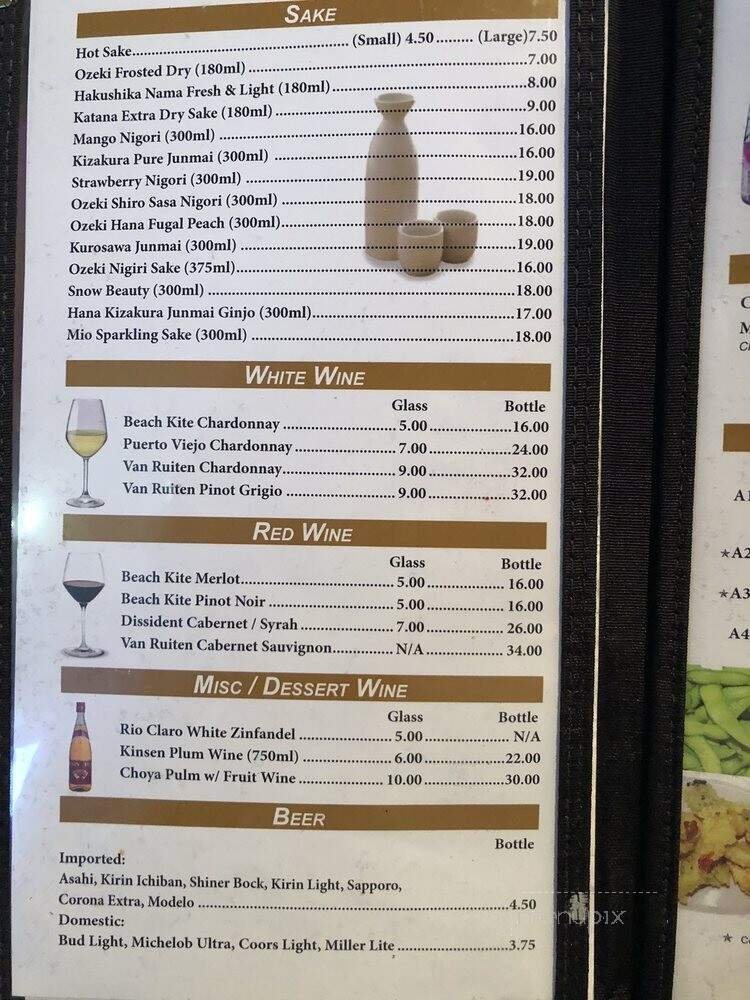 SAKE
Hot Sake (Small) 4.50 (Large)7.50
Ozeki Frosted Dry (180ml) 7.00
Hakushika Nama Fresh & Light (180ml) 8.00
Katana Extra Dry Sake (180ml) 9.00
Mango Nigori (300ml) 16.00
Kizakura Pure Junmai (300ml) 16.00
Strawberry Nigori (300ml) 19.00
Ozeki Shiro Sasa Nigori (300ml) 18.00
Ozeki Hana Fugal Peach (300ml) 18.00
Kurosawa Junmai (300ml) 19.00
Ozeki Nigiri Sake (375ml) 16.00
Snow Beauty (300ml) 18.00
Hana Kizakura Junmai Ginjo (300ml) 17.00
Mio Sparkling Sake (300ml) 18.00
WHITE WINE
Glass Bottle
Beach Kite Chardonnay 5.00 16.00
Puerto Viejo Chardonnay 7.00 24.00
Van Ruiten Chardonnay 9.00 32.00
Van Ruiten Pinot Grigio 9.00 32.00
RED WINE
Glass Bottle
Beach Kite Merlot 5.00 16.00
Beach Kite Pinot Noir 5.00 16.00
Dissident Cabernet / Syrah 7.00 26.00
Van Ruiten Cabernet Sauvignon N/A 34.00
MISC / DESSERT WINE
Glass Bottle
Rio Claro White Zinfandel 5.00 N/A
Kinsen Plum Wine (750ml) 6.00 22.00
Choya Pulm w/ Fruit Wine 10.00 30.00
BEER
Bottle
Imported:
Asahi, Kirin Ichiban, Shiner Bock, Kirin Light, Sapporo,
Corona Extra, Modelo 4.50
Domestic:
Bud Light, Michelob Ultra, Coors Light, Miller Lite 3.75
A1
★A2
★A3
A4